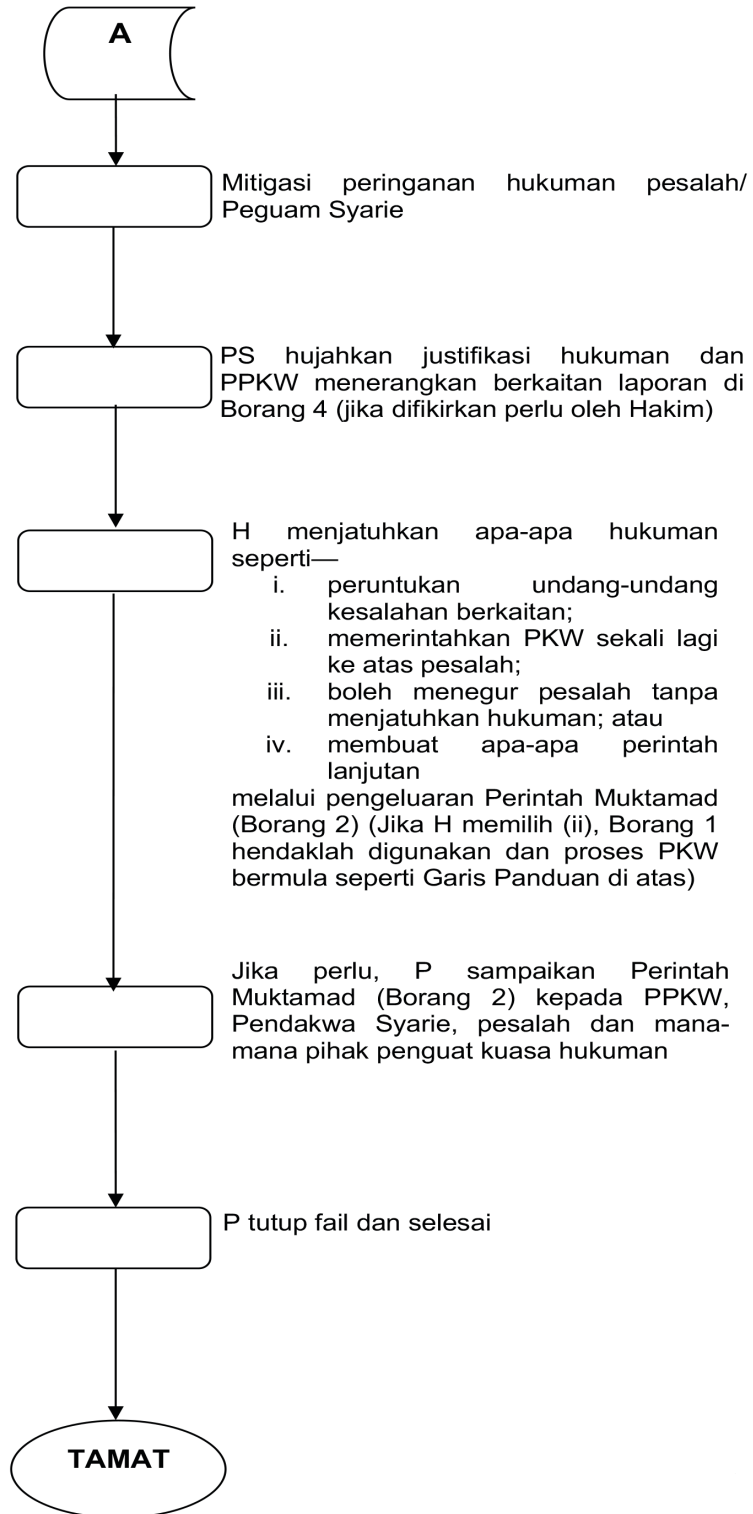 A
Mitigasi peringanan hukuman pesalah/
Peguam Syarie
PS hujahkan justifikasi hukuman dan
PPKW menerangkan berkaitan laporan di
Borang 4 (jika difikirkan perlu oleh Hakim)
H menjatuhkan apa-apa hukuman
seperti—
i. peruntukan undang-undang
kesalahan berkaitan;
ii. memerintahkan PKW sekali lagi
ke atas pesalah;
iii. boleh menegur pesalah tanpa
menjatuhkan hukuman; atau
iv. membuat apa-apa perintah
lanjutan
melalui pengeluaran Perintah Muktamad
(Borang 2) (Jika H memilih (ii), Borang 1
hendaklah digunakan dan proses PKW
bermula seperti Garis Panduan di atas)
Jika perlu, P sampaikan Perintah
Muktamad (Borang 2) kepada PPKW,
Pendakwa Syarie, pesalah dan mana-
mana pihak penguat kuasa hukuman
P tutup fail dan selesai
TAMAT